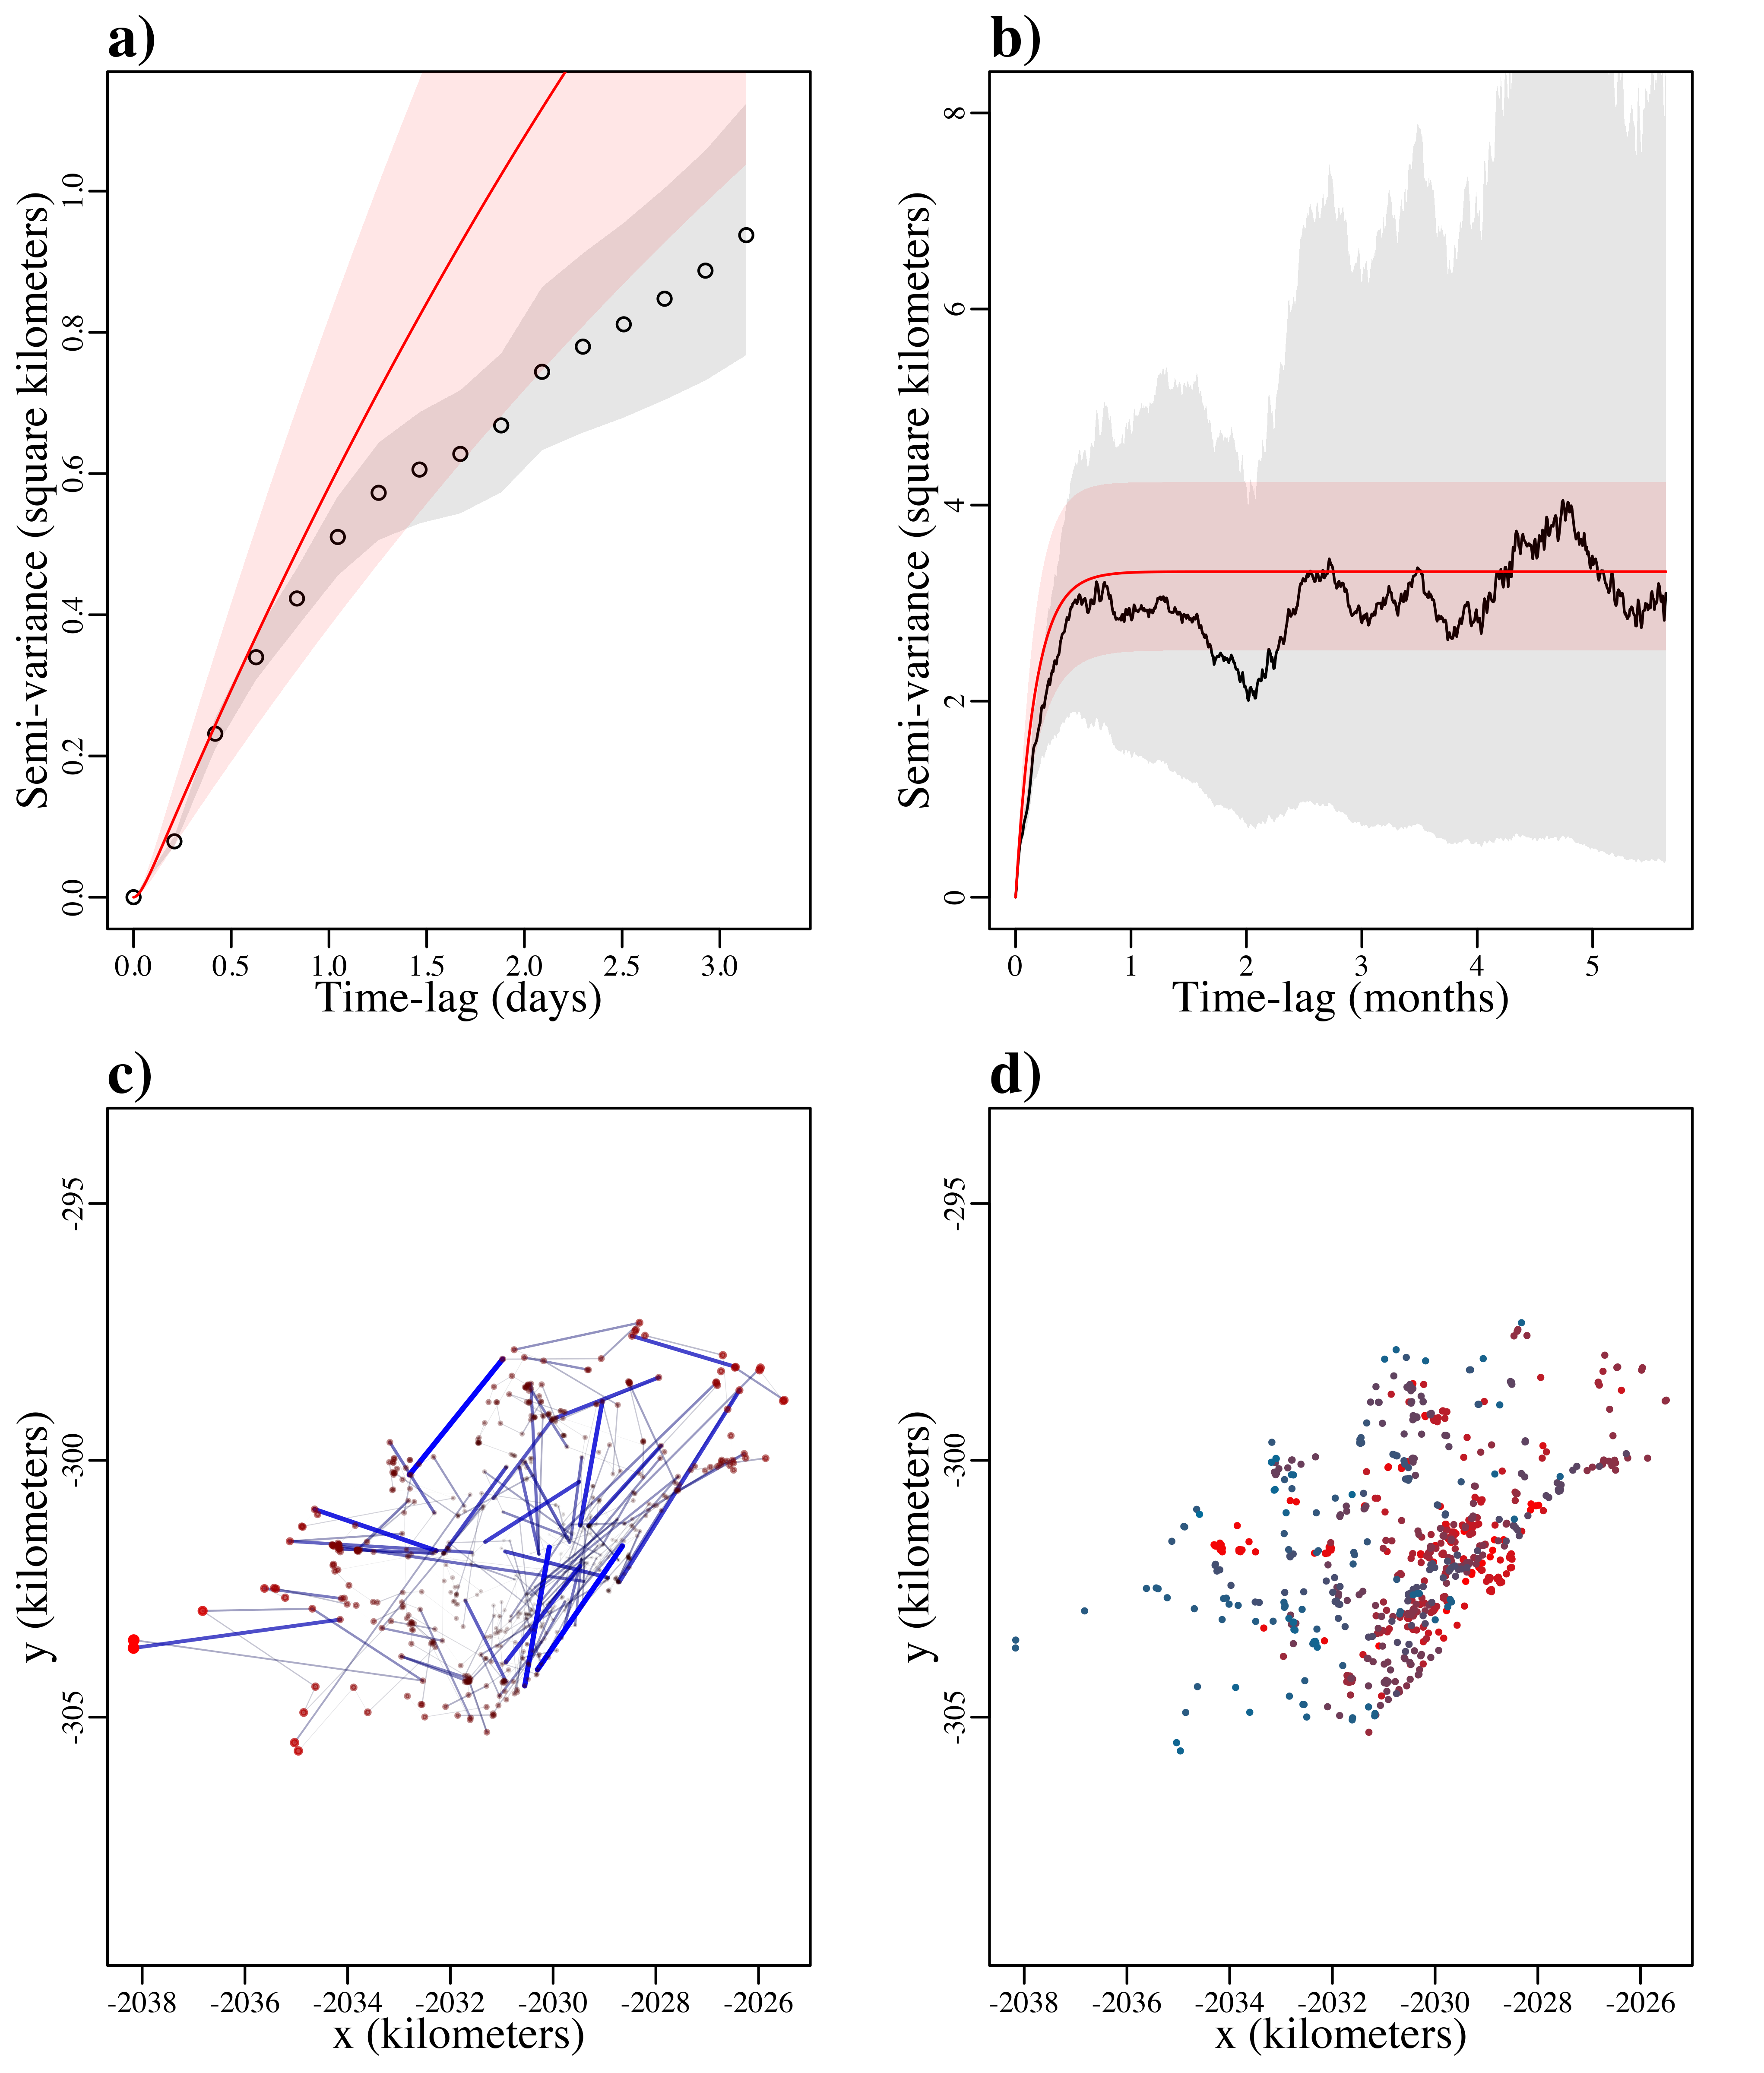 a)
Semi-variance (square kilometers)
0.0 0.2 0.4 0.6 0.8 1.0
0.0 0.5 1.0 1.5 2.0 2.5 3.0
Time-lag (days)
b)
Semi-variance (square kilometers)
0 2 4 6 8
0 1 2 3 4 5
Time-lag (months)
c)
y (kilometers)
-305 -300 -295
-2038 -2036 -2034 -2032 -2030 -2028 -2026
x (kilometers)
d)
y (kilometers)
-305 -300 -295
-2038 -2036 -2034 -2032 -2030 -2028 -2026
x (kilometers)